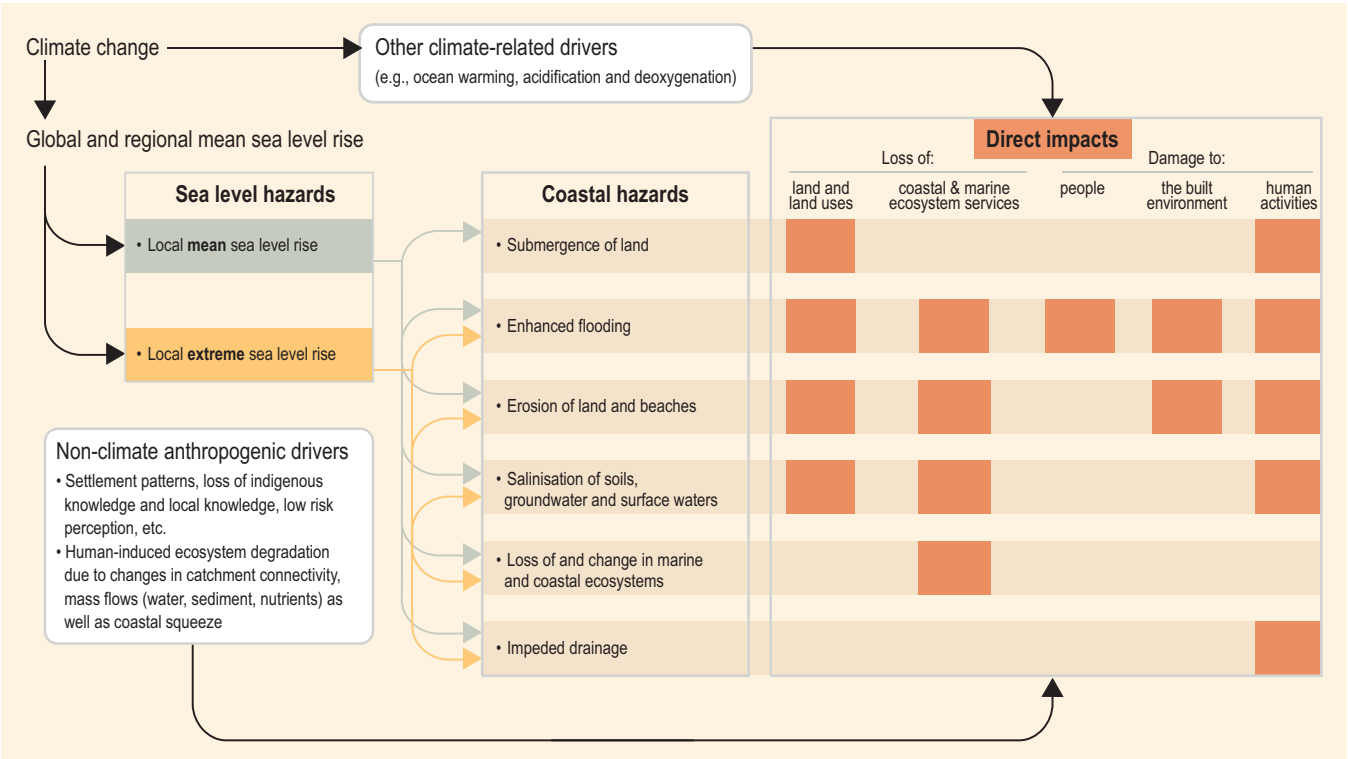 Climate change
Other climate-related drivers
(e.g., ocean warming, acidification and deoxygenation)
Global and regional mean sea level rise
Sea level hazards
• Local mean sea level rise
• Local extreme sea level rise
Non-climate anthropogenic drivers
• Settlement patterns, loss of indigenous
knowledge and local knowledge, low risk
perception, etc.
• Human-induced ecosystem degradation
due to changes in catchment connectivity,
mass flows (water, sediment, nutrients) as
well as coastal squeeze
Coastal hazards
• Submergence of land
• Enhanced flooding
• Erosion of land and beaches
• Salinisation of soils,
groundwater and surface waters
• Loss of and change in marine
and coastal ecosystems
• Impeded drainage
Direct impacts
Loss of:
land and
land uses
coastal & marine
ecosystem services
Damage to:
people
the built
environment
human
activities